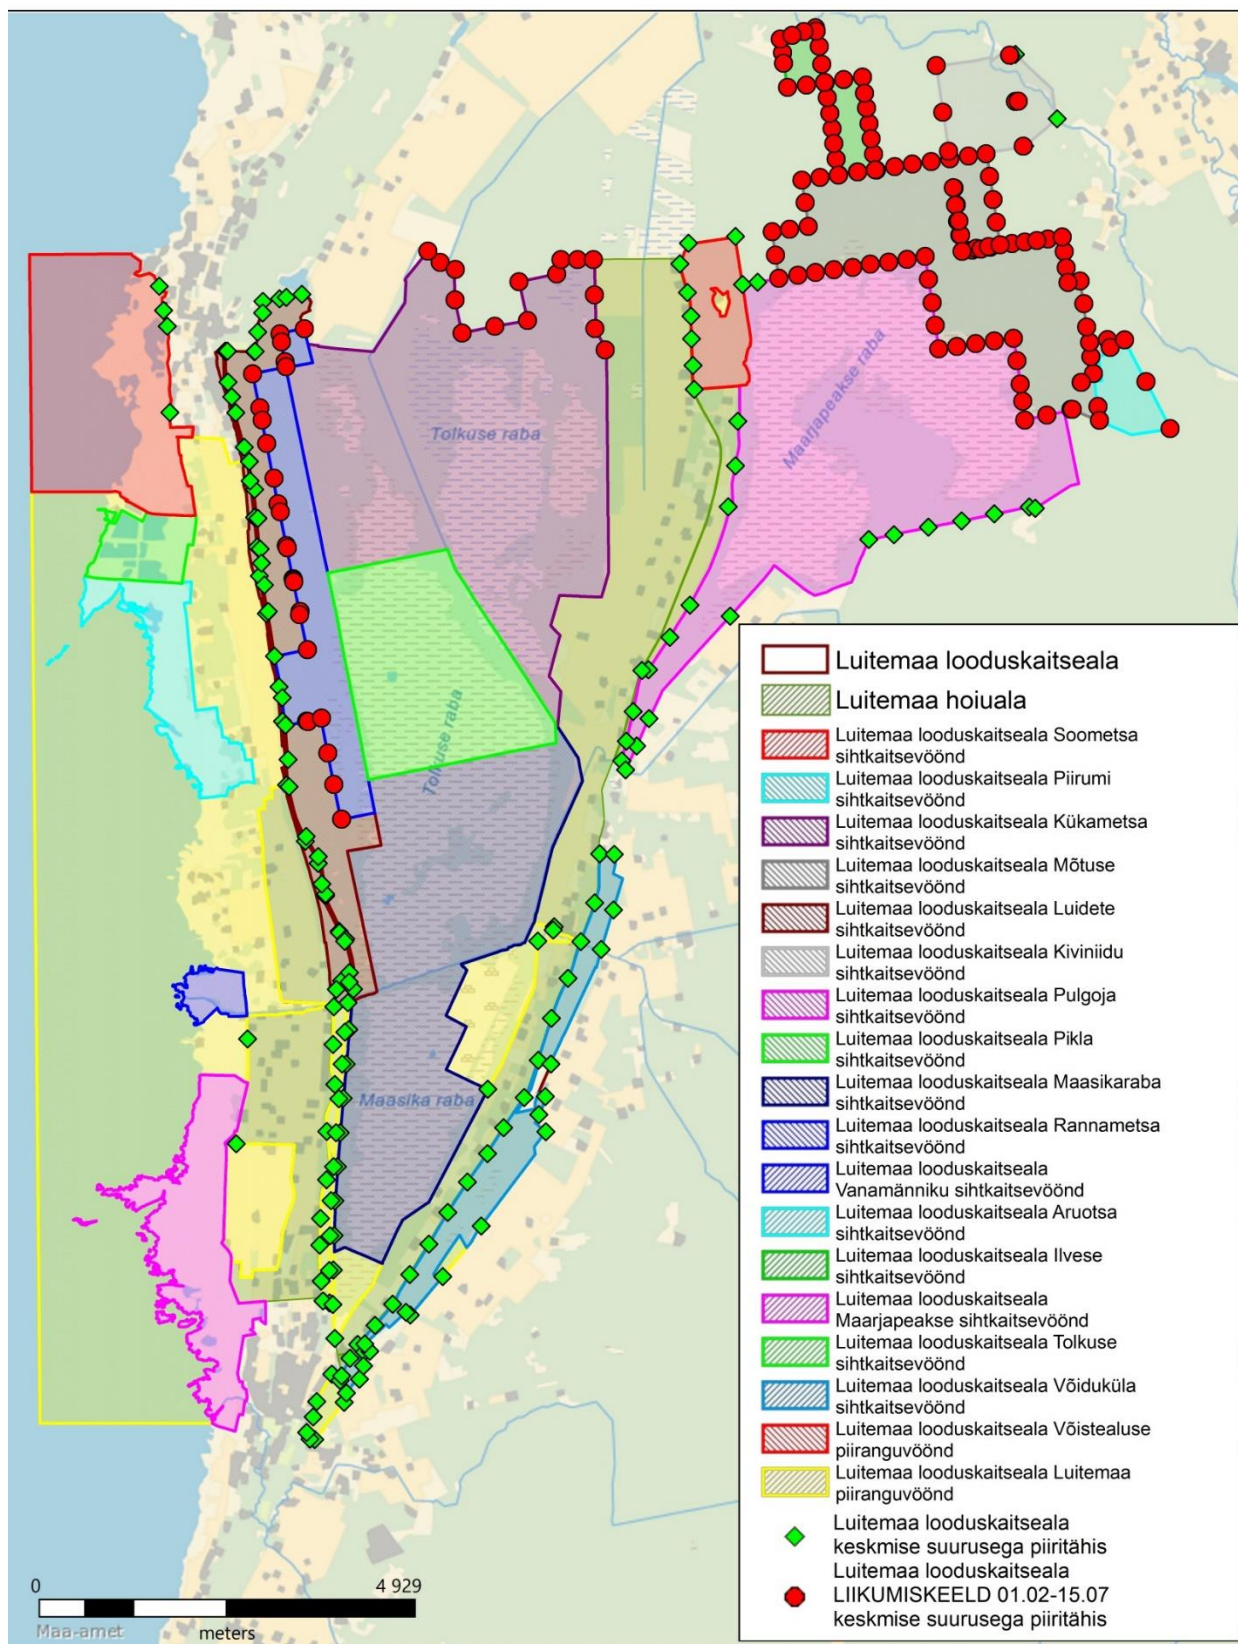 Tolkuse raba
Maarjapeakse raba
Tolkuse raba
Maasika raba
Luitemaa looduskaitseala
Luitemaa hoiuala
Luitemaa looduskaitseala Soometsa
sihtkaitsevöönd
Luitemaa looduskaitseala Piirumi
sihtkaitsevöönd
Luitemaa looduskaitseala Kükametsa
sihtkaitsevöönd
Luitemaa looduskaitseala Mõtuse
sihtkaitsevöönd
Luitemaa looduskaitseala Luidete
sihtkaitsevöönd
Luitemaa looduskaitseala Kiviniidu
sihtkaitsevöönd
Luitemaa looduskaitseala Pulgoja
sihtkaitsevöönd
Luitemaa looduskaitseala Pikla
sihtkaitsevöönd
Luitemaa looduskaitseala Maasikaraba
sihtkaitsevöönd
Luitemaa looduskaitseala Rannametsa
sihtkaitsevöönd
Luitemaa looduskaitseala
Vanamänniku sihtkaitsevöönd
Luitemaa looduskaitseala Aruotsa
sihtkaitsevöönd
Luitemaa looduskaitseala Ilvese
sihtkaitsevöönd
Luitemaa looduskaitseala
Maarjapeakse sihtkaitsevöönd
Luitemaa looduskaitseala Tolkuse
sihtkaitsevöönd
Luitemaa looduskaitseala Võiduküla
sihtkaitsevöönd
Luitemaa looduskaitseala Võistealuse
piiranguvöönd
Luitemaa looduskaitseala Luitemaa
piiranguvöönd
Luitemaa looduskaitseala
keskmise suurusega piiritähis
Luitemaa looduskaitseala
LIIKUMISKEELD 01.02-15.07
keskmise suurusega piiritähis
0 4 929
Maa-amet meters